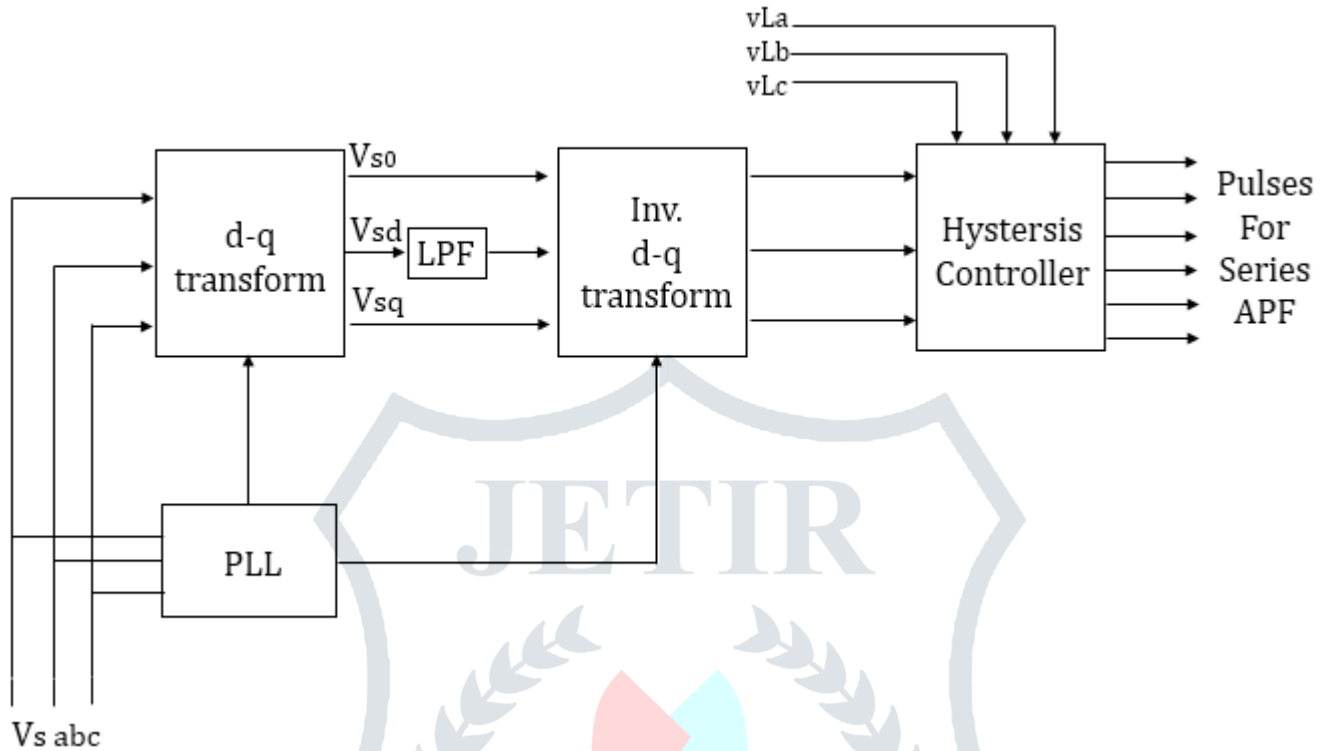 vLa
vLb
vLc
Vs0
Vsd
LPF
Vsq
d-q
transform
Inv.
d-q
transform
Hystersis
Controller
Pulses
For
Series
APF
PLL
JETIR
Vs abc